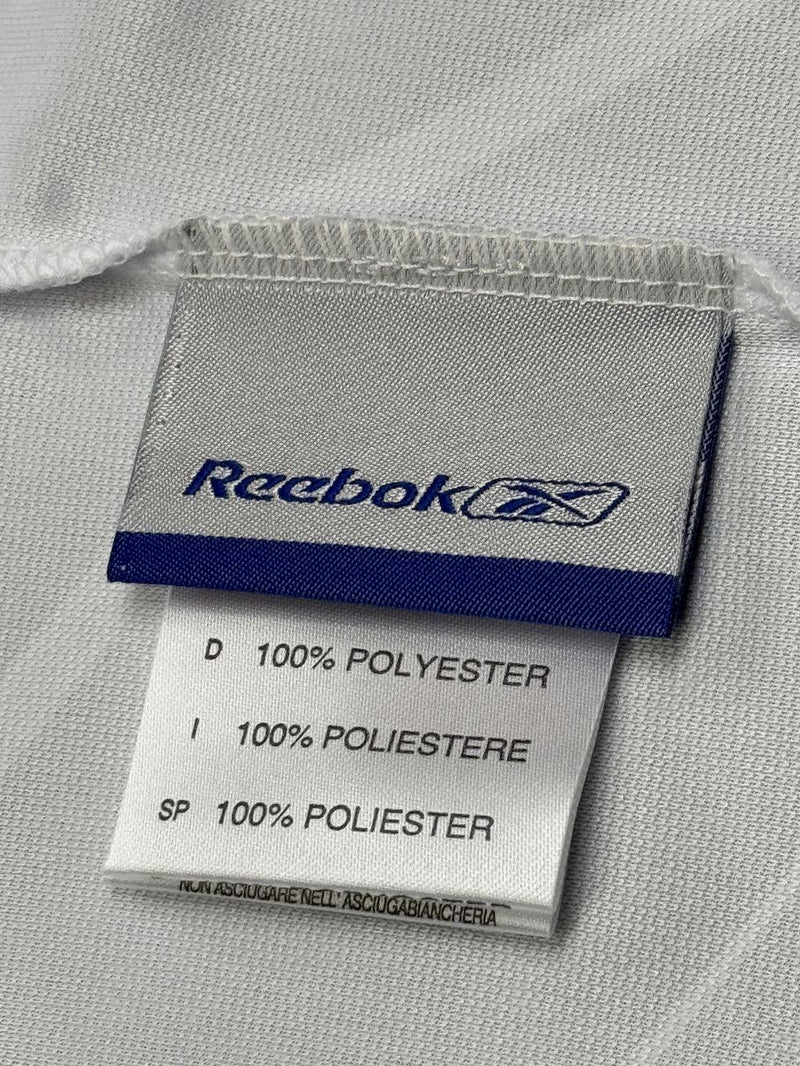 Reebok
D 100% POLYESTER
I 100% POLIESTERE
SP 100% POLIESTER
NON ASCIUGARE NELL' ASCIUGABIANCHERIA